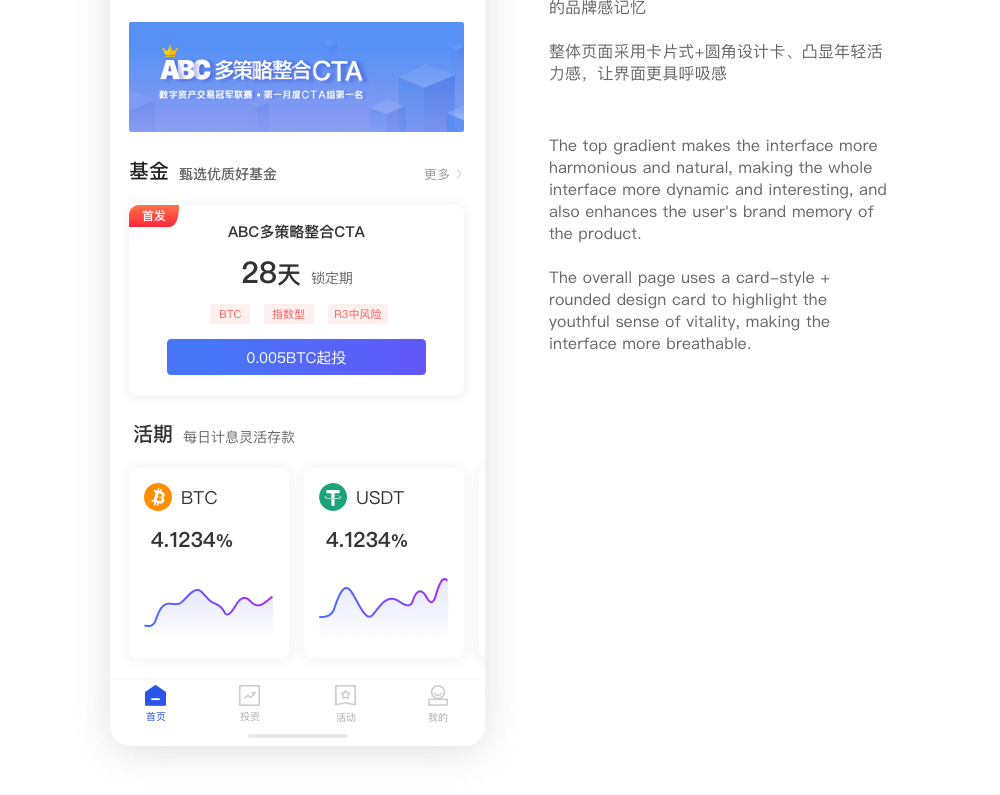 ABC 多策略整合CTA
数字资产交易冠军联赛 • 第一月度CTA组第一名
基金 甄选优质好基金 更多
首发
ABC多策略整合CTA
28天 锁定期
BTC 指数型 R3中风险
0.005BTC起投
活期 每日计息灵活存款
BTC
4.1234%
USDT
4.1234%
首页 投资 活动 我的
的品牌感记忆
整体页面采用卡片式+圆角设计卡、凸显年轻活
力感，让界面更具呼吸感
The top gradient makes the interface more
harmonious and natural, making the whole
interface more dynamic and interesting, and
also enhances the user's brand memory of
the product.
The overall page uses a card-style +
rounded design card to highlight the
youthful sense of vitality, making the
interface more breathable.